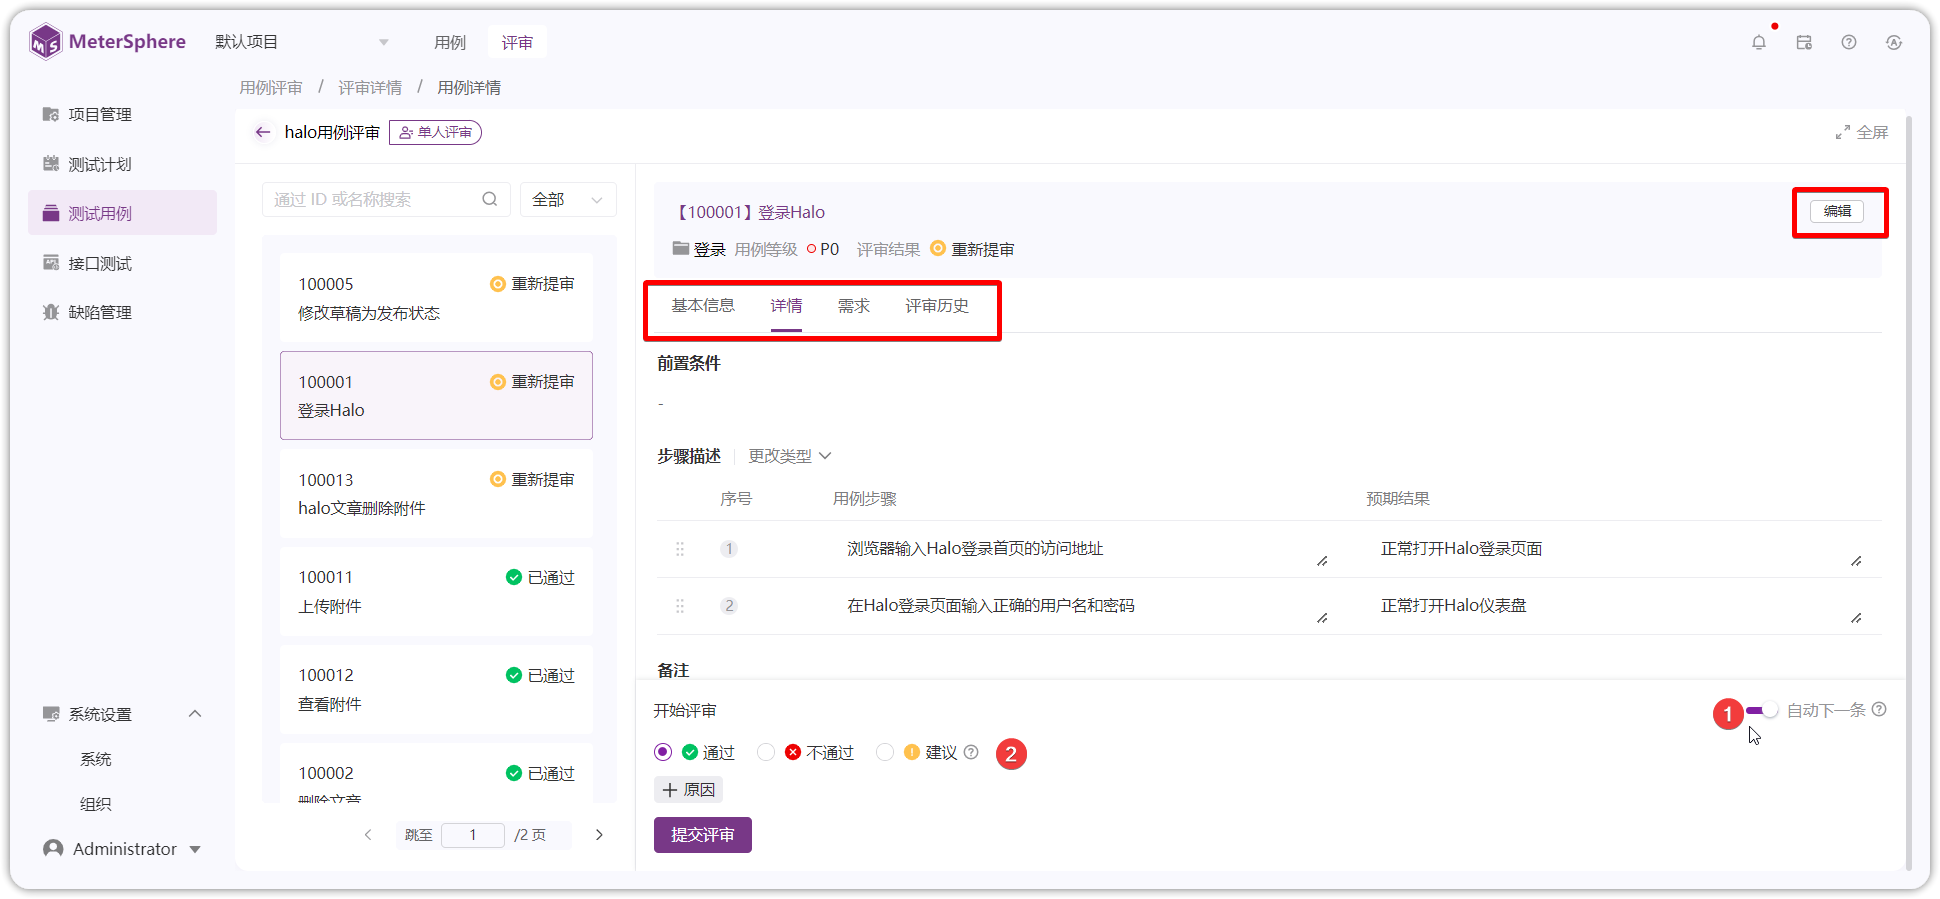 MeterSphere
默认项目
用例
评审
用例评审 / 评审详情 / 用例详情
项目管理
测试计划
测试用例
接口测试
缺陷管理
系统设置
系统
组织
Administrator
halo用例评审
单人评审
全屏
通过 ID 或名称搜索
全部
100005
重新提审
修改草稿为发布状态
100001
重新提审
登录Halo
100013
重新提审
halo文章删除附件
100011
已通过
上传附件
100012
已通过
查看附件
100002
已通过
删除文章
跳至 1 /2 页
【100001】登录Halo
编辑
登录 用例等级 P0 评审结果 重新提审
基本信息 详情 需求 评审历史
前置条件
-
步骤描述 更改类型
序号 用例步骤 预期结果
1 浏览器输入Halo登录首页的访问地址 正常打开Halo登录页面
2 在Halo登录页面输入正确的用户名和密码 正常打开Halo仪表盘
备注
开始评审
1 自动下一条
通过 不通过 建议 2
+ 原因
提交评审